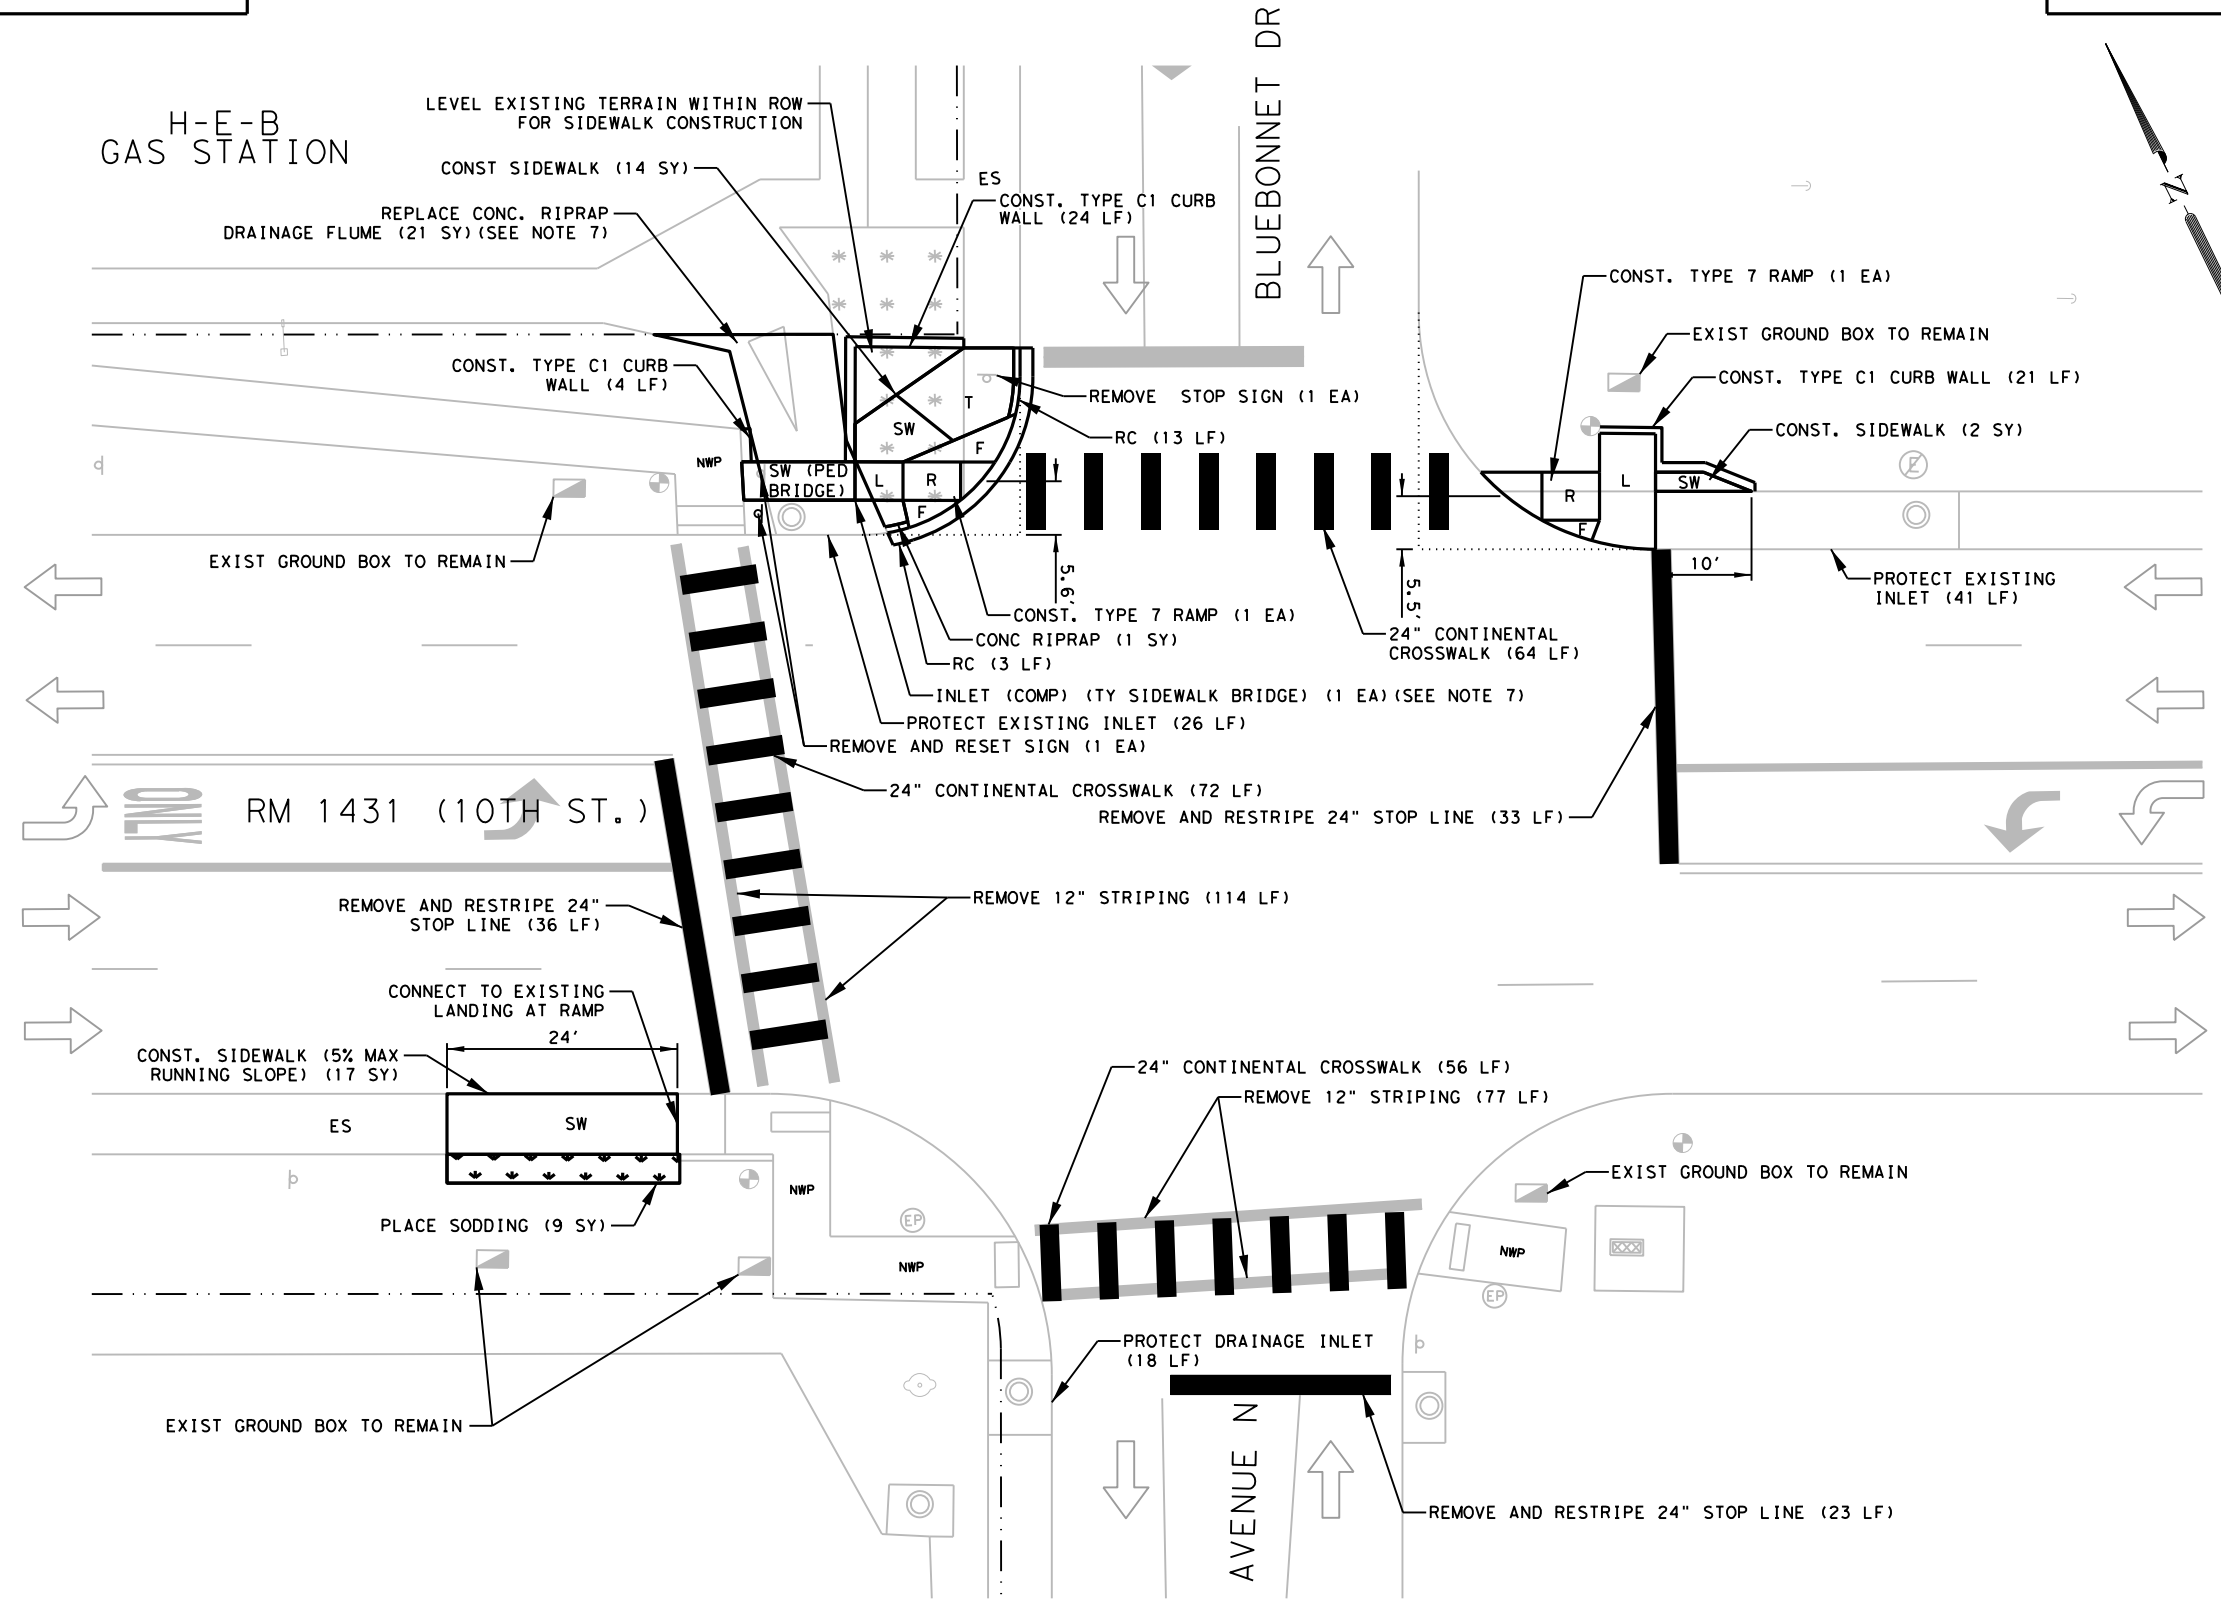 BLUEBONNET DR
H-E-B
GAS STATION
LEVEL EXISTING TERRAIN WITHIN ROW
FOR SIDEWALK CONSTRUCTION
CONST SIDEWALK (14 SY)
REPLACE CONC. RIPRAP
DRAINAGE FLUME (21 SY)(SEE NOTE 7)
ES
CONST. TYPE C1 CURB
WALL (24 LF)
N
CONST. TYPE 7 RAMP (1 EA)
EXIST GROUND BOX TO REMAIN
CONST. TYPE C1 CURB WALL (21 LF)
CONST. SIDEWALK (2 SY)
CONST. TYPE C1 CURB
WALL (4 LF)
REMOVE STOP SIGN (1 EA)
RC (13 LF)
T
SW
F
NWP
SW (PED
BRIDGE)
L
R
F
L
R
SW
F
E
EXIST GROUND BOX TO REMAIN
5.6'
5.5'
10'
PROTECT EXISTING
INLET (41 LF)
CONST. TYPE 7 RAMP (1 EA)
CONC RIPRAP (1 SY)
RC (3 LF)
24" CONTINENTAL
CROSSWALK (64 LF)
INLET (COMP) (TY SIDEWALK BRIDGE) (1 EA)(SEE NOTE 7)
PROTECT EXISTING INLET (26 LF)
REMOVE AND RESET SIGN (1 EA)
24" CONTINENTAL CROSSWALK (72 LF)
REMOVE AND RESTRIPE 24" STOP LINE (33 LF)
ONLY
RM 1431 (10TH ST.)
REMOVE 12" STRIPING (114 LF)
REMOVE AND RESTRIPE 24"
STOP LINE (36 LF)
CONNECT TO EXISTING
LANDING AT RAMP
24'
CONST. SIDEWALK (5% MAX
RUNNING SLOPE) (17 SY)
24" CONTINENTAL CROSSWALK (56 LF)
REMOVE 12" STRIPING (77 LF)
ES
SW
NWP
EXIST GROUND BOX TO REMAIN
PLACE SODDING (9 SY)
EP
NWP
NWP
EP
PROTECT DRAINAGE INLET
(18 LF)
EXIST GROUND BOX TO REMAIN
AVENUE N
REMOVE AND RESTRIPE 24" STOP LINE (23 LF)